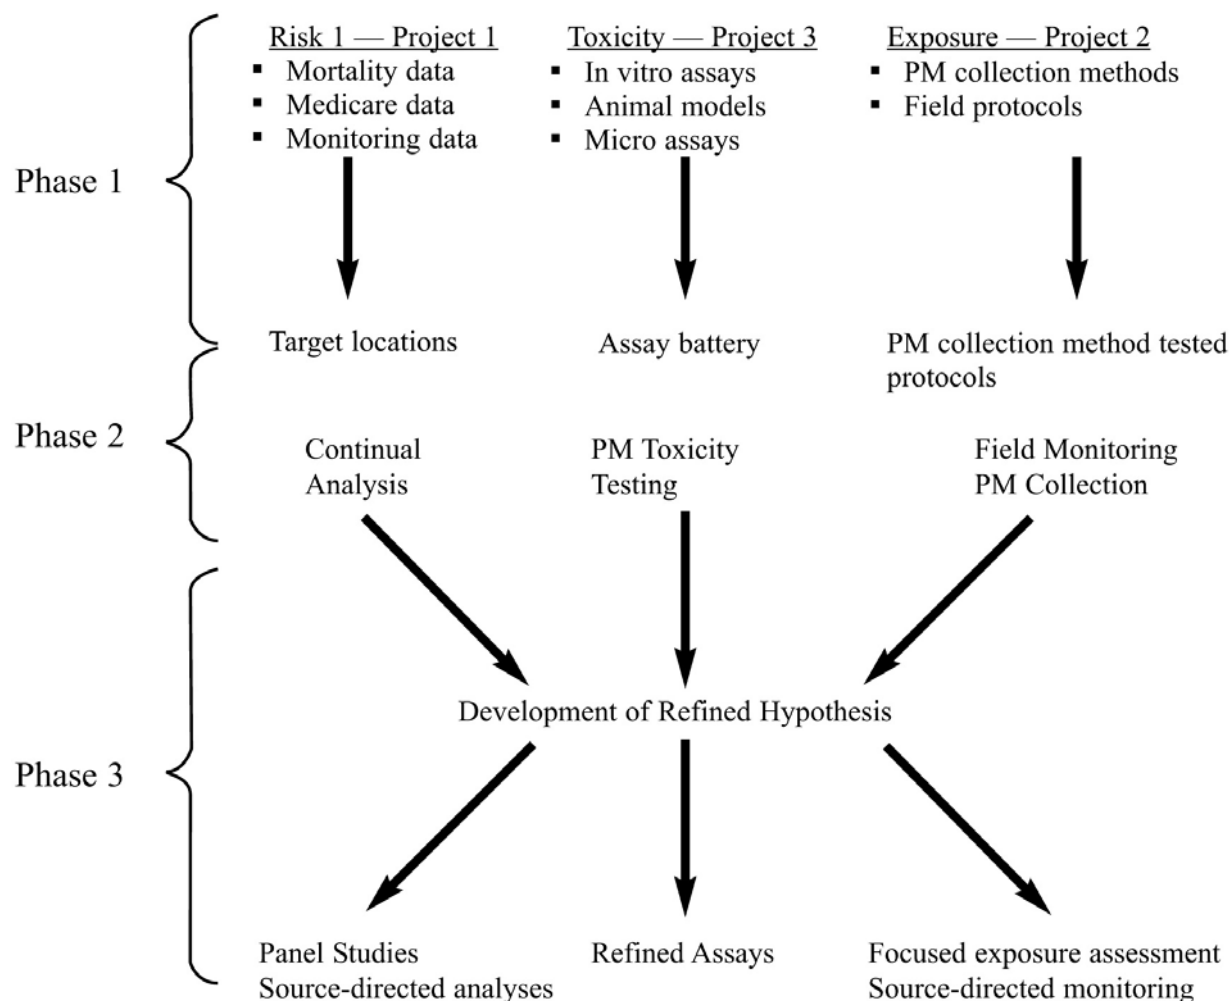 Risk 1 — Project 1
▪ Mortality data
▪ Medicare data
▪ Monitoring data
Toxicity — Project 3
▪ In vitro assays
▪ Animal models
▪ Micro assays
Exposure — Project 2
▪ PM collection methods
▪ Field protocols
Phase 1
Target locations
Assay battery
PM collection method tested
protocols
Phase 2
Continual
Analysis
PM Toxicity
Testing
Field Monitoring
PM Collection
Development of Refined Hypothesis
Phase 3
Panel Studies
Source-directed analyses
Refined Assays
Focused exposure assessment
Source-directed monitoring